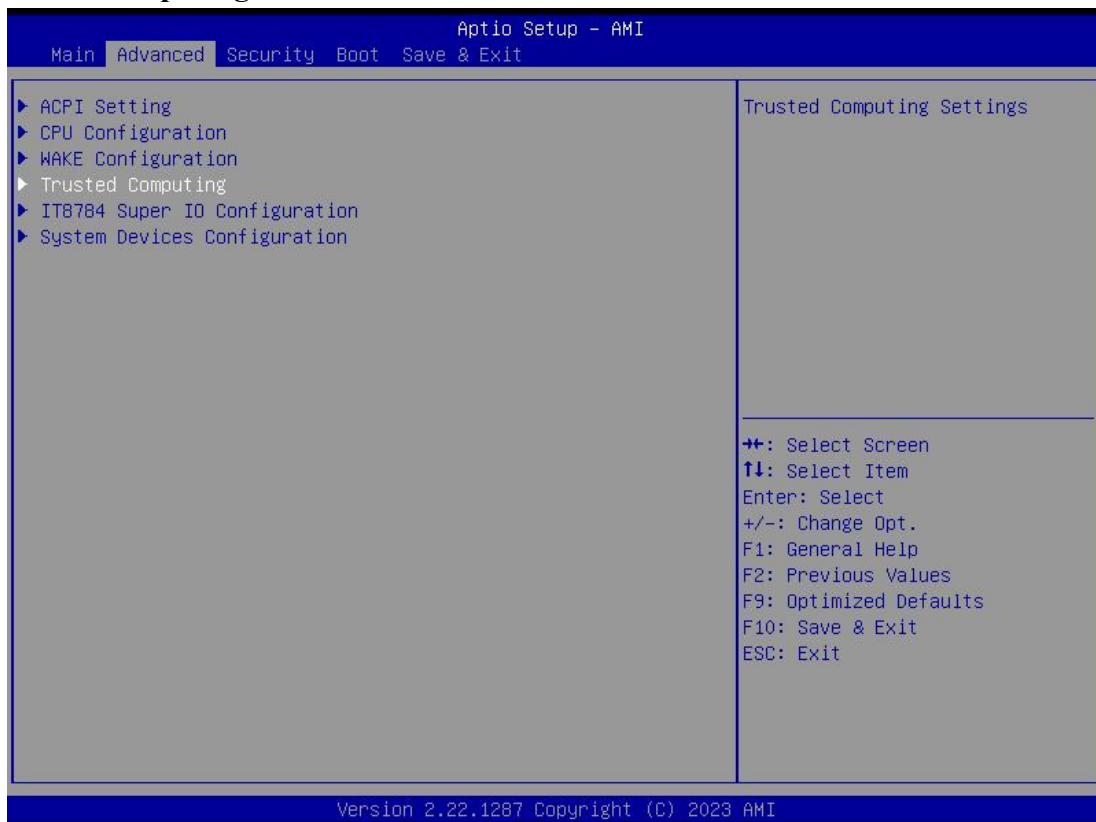 Aptio Setup - AMI
Main Advanced Security Boot Save & Exit
▶ ACPI Setting
▶ CPU Configuration
▶ WAKE Configuration
▶ Trusted Computing
▶ IT8784 Super IO Configuration
▶ System Devices Configuration
Trusted Computing Settings
→←: Select Screen
↑↓: Select Item
Enter: Select
+/-: Change Opt.
F1: General Help
F2: Previous Values
F9: Optimized Defaults
F10: Save & Exit
ESC: Exit
Version 2.22.1287 Copyright (C) 2023 AMI